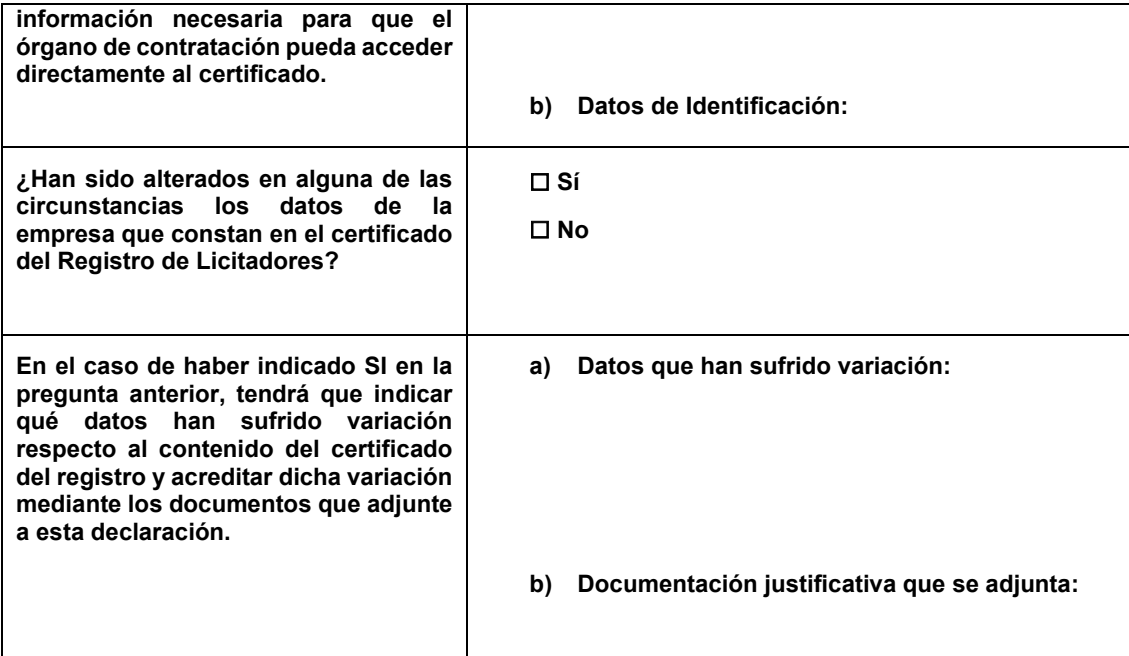 información necesaria para que el
órgano de contratación pueda acceder
directamente al certificado.
b) Datos de Identificación:
¿Han sido alterados en alguna de las
circunstancias los datos de la
empresa que constan en el certificado
del Registro de Licitadores?
☐ Sí
☐ No
En el caso de haber indicado SI en la
pregunta anterior, tendrá que indicar
qué datos han sufrido variación
respecto al contenido del certificado
del registro y acreditar dicha variación
mediante los documentos que adjunte
a esta declaración.
a) Datos que han sufrido variación:
b) Documentación justificativa que se adjunta: